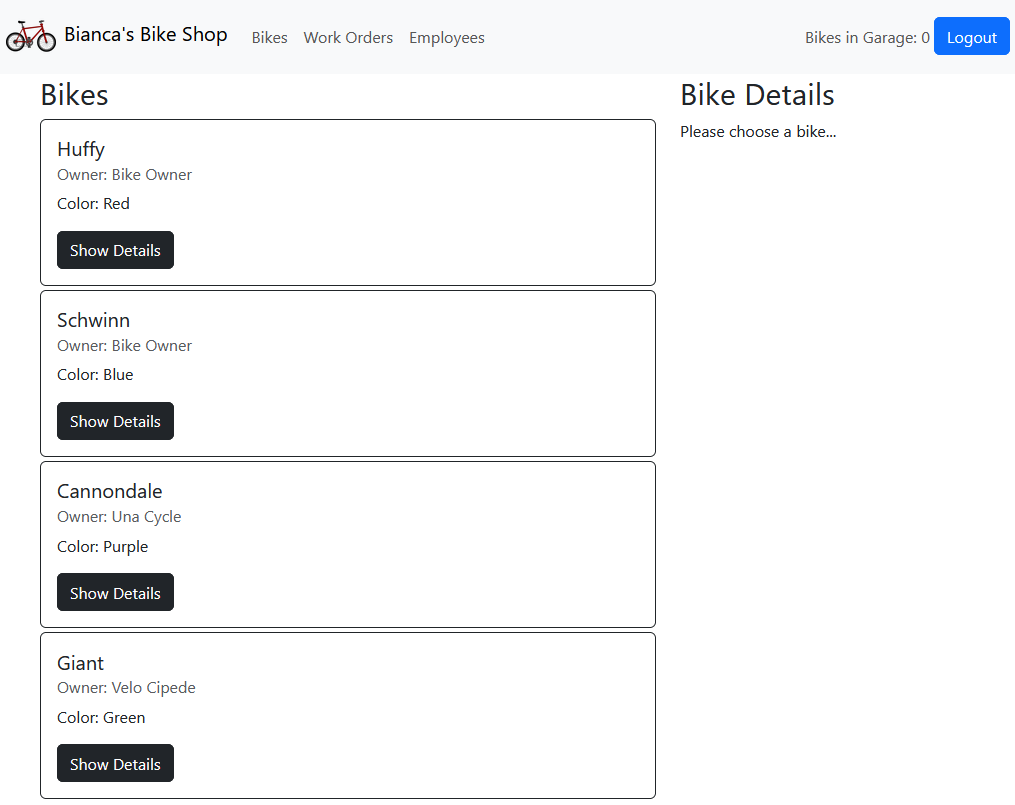 Bianca's Bike Shop Bikes Work Orders Employees Bikes in Garage: 0 Logout
Bikes
Huffy
Owner: Bike Owner
Color: Red
Show Details
Schwinn
Owner: Bike Owner
Color: Blue
Show Details
Cannondale
Owner: Una Cycle
Color: Purple
Show Details
Giant
Owner: Velo Cipede
Color: Green
Show Details
Bike Details
Please choose a bike...